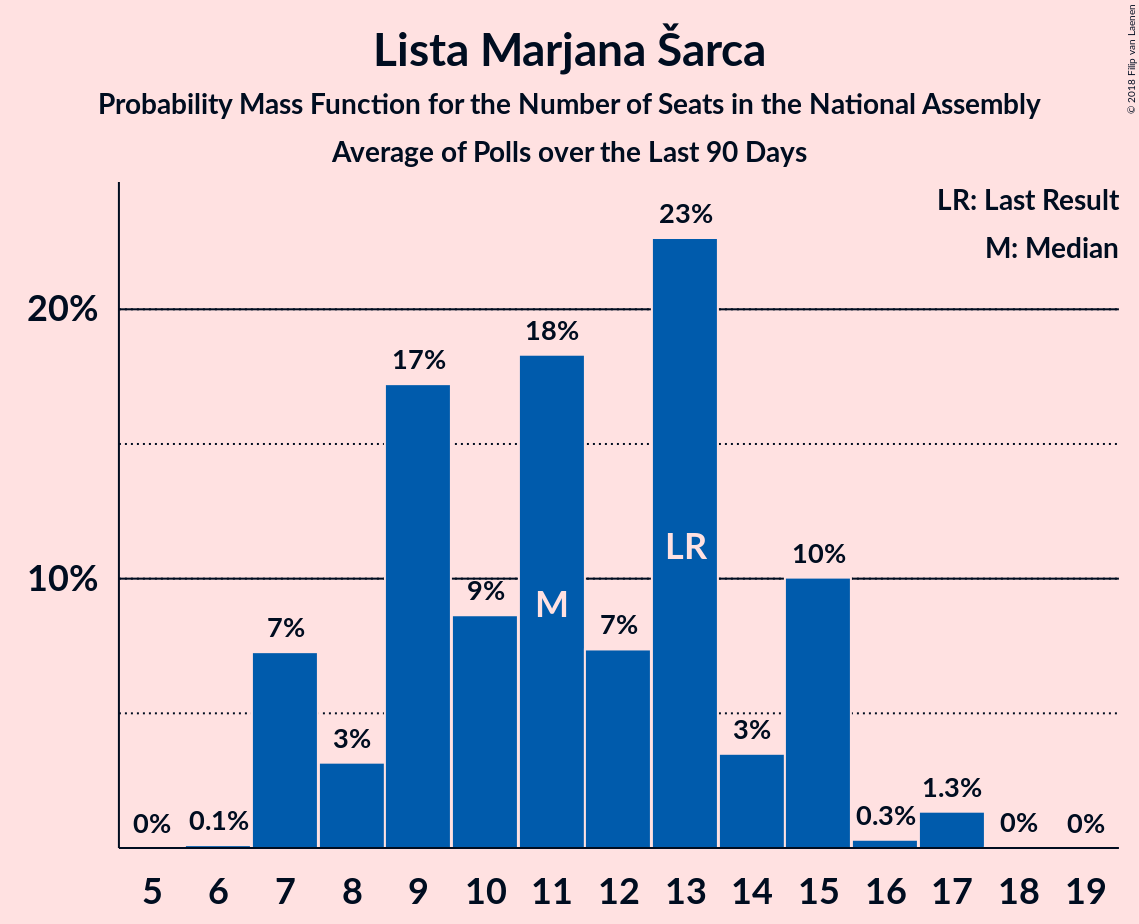 Lista Marjana Šarca
Probability Mass Function for the Number of Seats in the National Assembly
Average of Polls over the Last 90 Days
© 2018 Filip van Laenen
LR: Last Result
M: Median
20%
10%
0%
0.1%
7%
3%
17%
9%
18%
7%
23%
3%
10%
0.3%
1.3%
0%
0%
M
LR
5 6 7 8 9 10 11 12 13 14 15 16 17 18 19